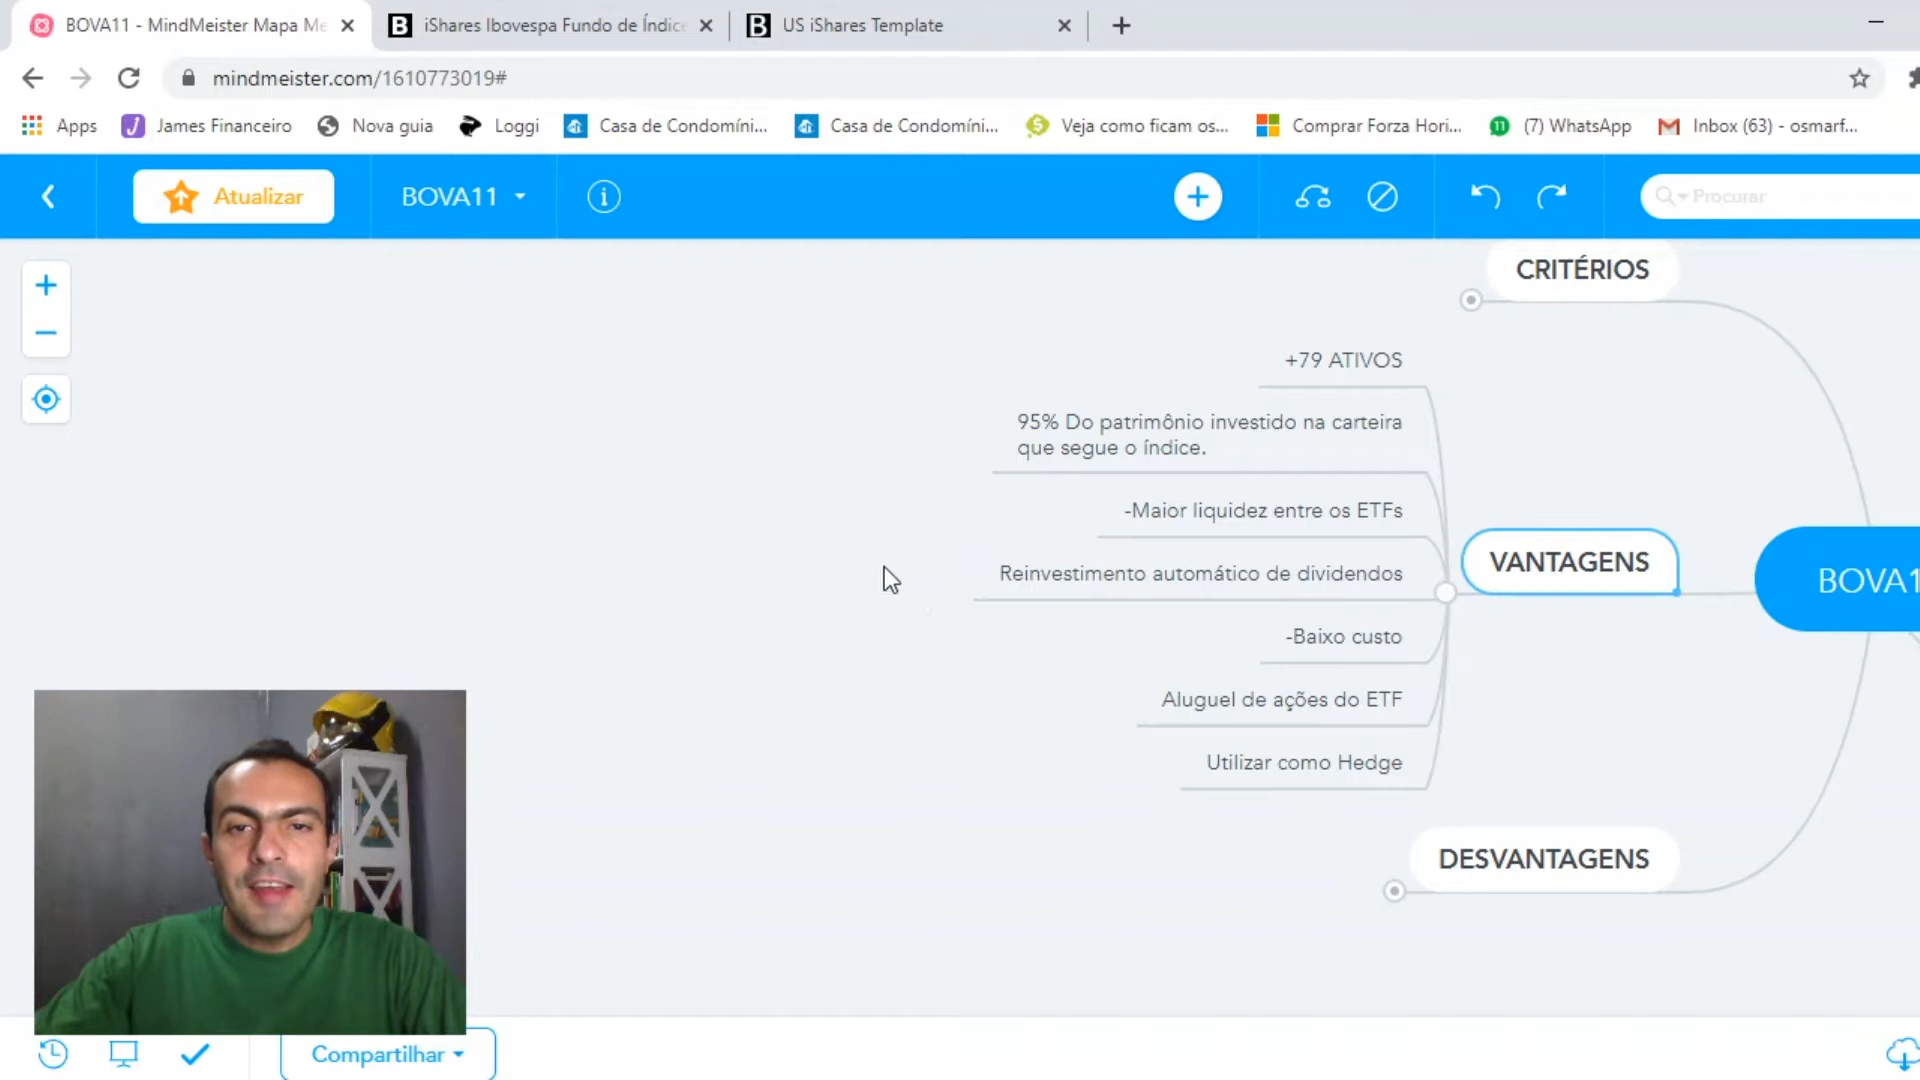 BOVA11 - MindMeister Mapa Me
iShares Ibovespa Fundo de Índice
US iShares Template
mindmeister.com/1610773019#
Apps
James Financeiro
Nova guia
Loggi
Casa de Condomíni...
Casa de Condomíni...
Veja como ficam os...
Comprar Forza Hori...
11
(7) WhatsApp
Inbox (63) - osmarf...
Atualizar
BOVA11
Procurar
CRITÉRIOS
+79 ATIVOS
95% Do patrimônio investido na carteira
que segue o índice.
-Maior liquidez entre os ETFs
Reinvestimento automático de dividendos
-Baixo custo
Aluguel de ações do ETF
Utilizar como Hedge
VANTAGENS
BOVA1
DESVANTAGENS
Compartilhar